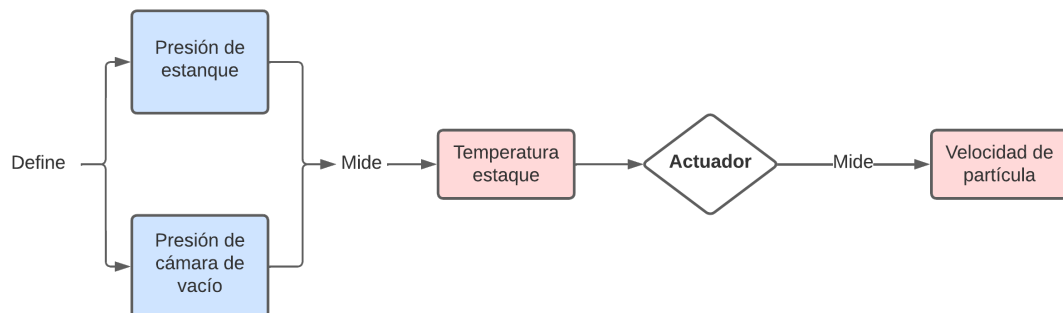 Define
Presión de
estanque
Presión de
cámara de
vacío
Mide
Temperatura
estaque
Actuador
Mide
Velocidad de
partícula